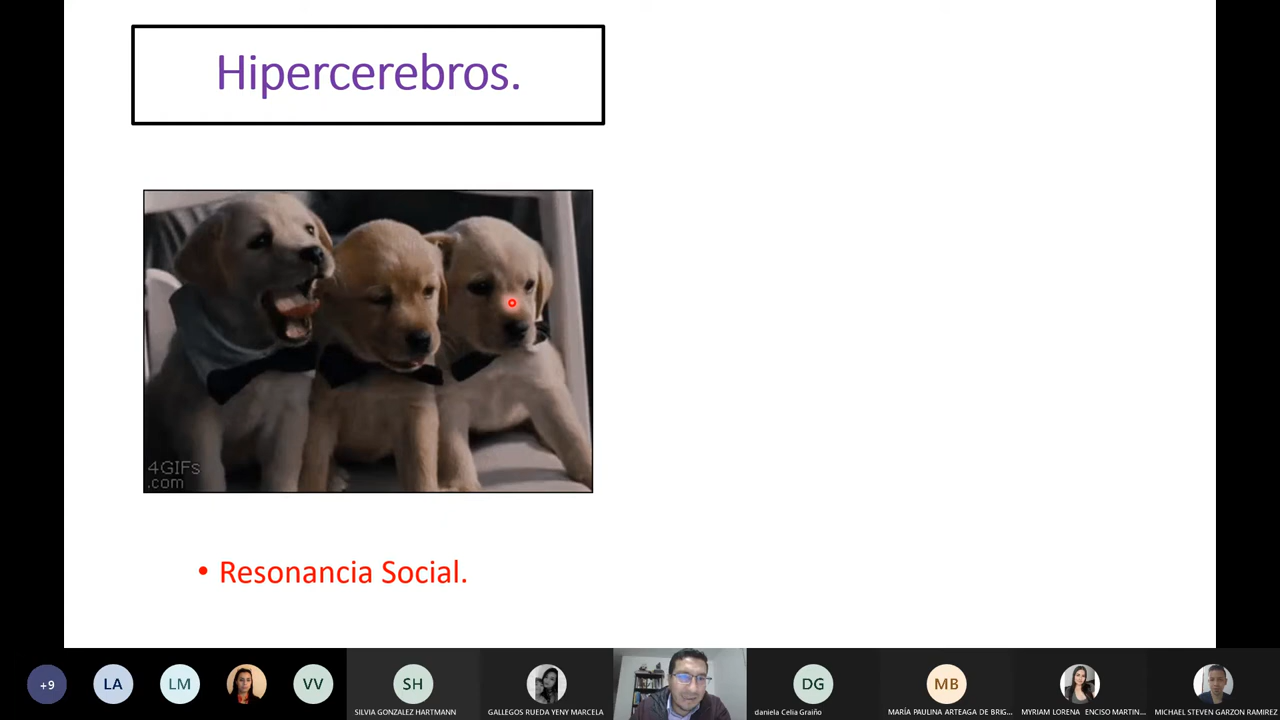 Hipercerebros.
4GIFs
.com
• Resonancia Social.
+9
LA
LM
VV
SH
SILVIA GONZALEZ HARTMANN
GALLEGOS RUEDA YENY MARCELA
DG
daniela Celia Graiño
MB
MARÍA PAULINA ARTEAGA DE BRIG...
MYRIAM LORENA ENCISO MARTIN...
MICHAEL STEVEN GARZON RAMIREZ